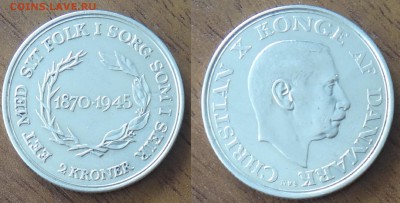 COINS.LAVE.RU
EET MED SIT FOLK I SORG SOM I SEJR
1870-1945
2 KRONER
CHRISTIAN X KONGE AF DANMARK